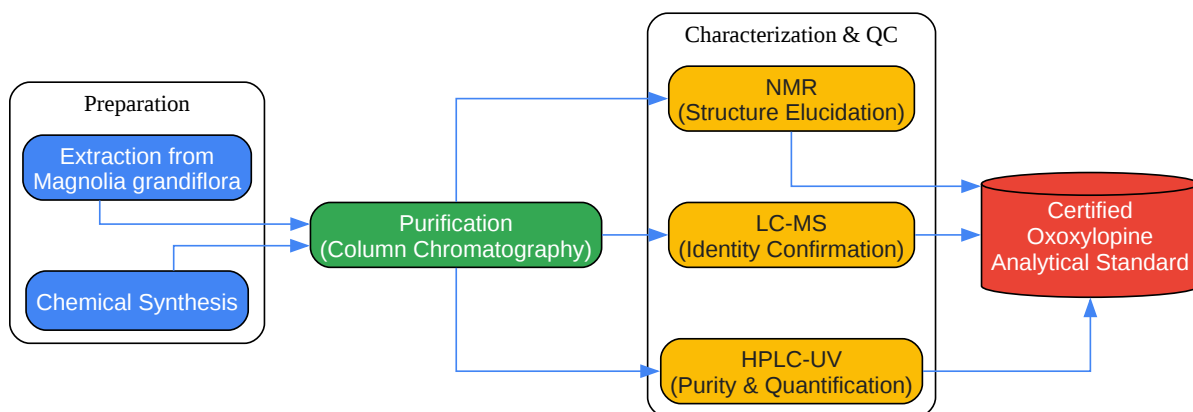 Preparation
Extraction from
Magnolia grandiflora
Chemical Synthesis
Purification
(Column Chromatography)
Characterization & QC
NMR
(Structure Elucidation)
LC-MS
(Identity Confirmation)
HPLC-UV
(Purity & Quantification)
Certified
Oxoxylopine
Analytical Standard